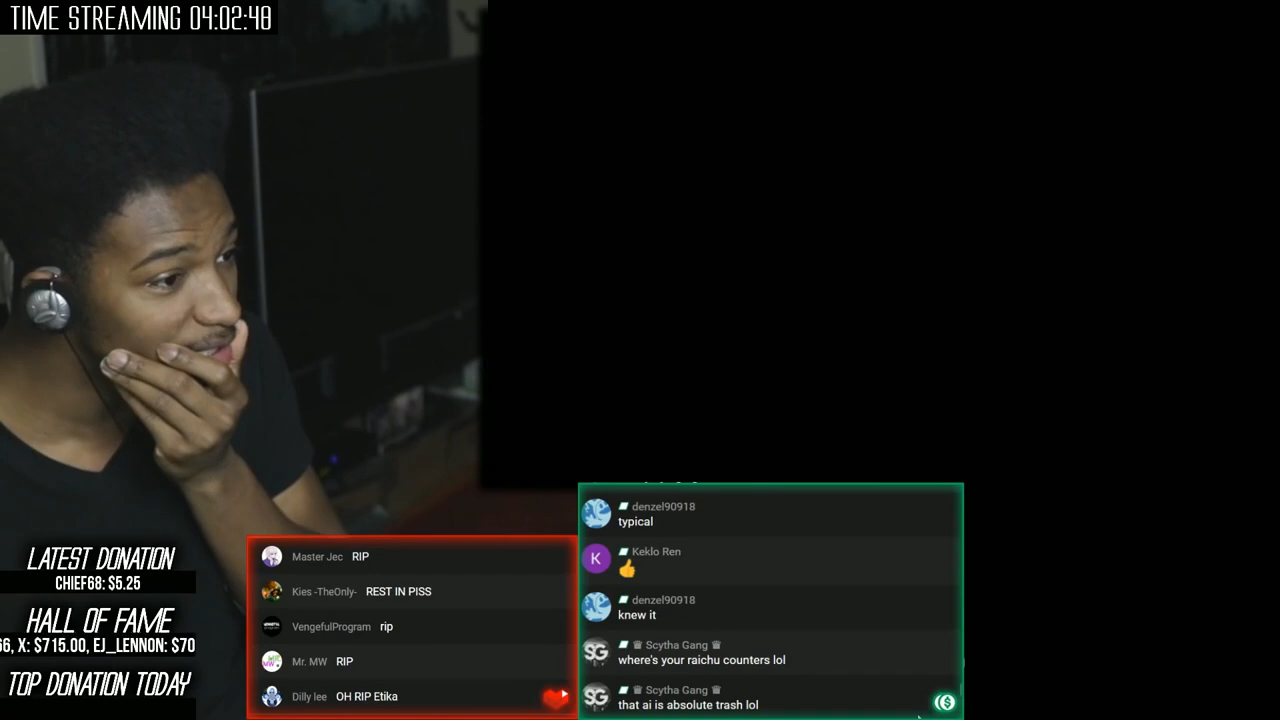 TIME STREAMING 04:02:48
LATEST DONATION
CHIEF68: $5.25
HALL OF FAME
66, X: $715.00, EJ_LENNON: $70
TOP DONATION TODAY
Master Jec RIP
Kies -TheOnly- REST IN PISS
VengefulProgram rip
Mr. MW RIP
Dilly lee OH RIP Etika
denzel90918
typical
K
Keklo Ren
👍
denzel90918
knew it
SG
♛ Scytha Gang ♛
where's your raichu counters lol
SG
♛ Scytha Gang ♛
that ai is absolute trash lol